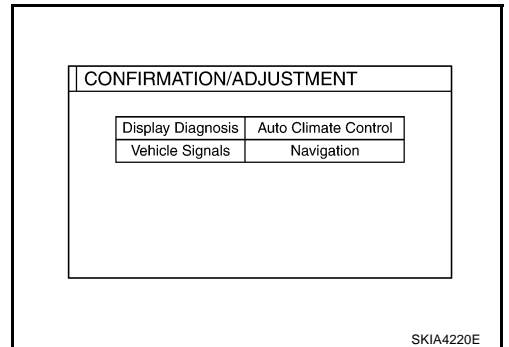 CONFIRMATION/ADJUSTMENT
Display Diagnosis Auto Climate Control
Vehicle Signals Navigation
SKIA4220E